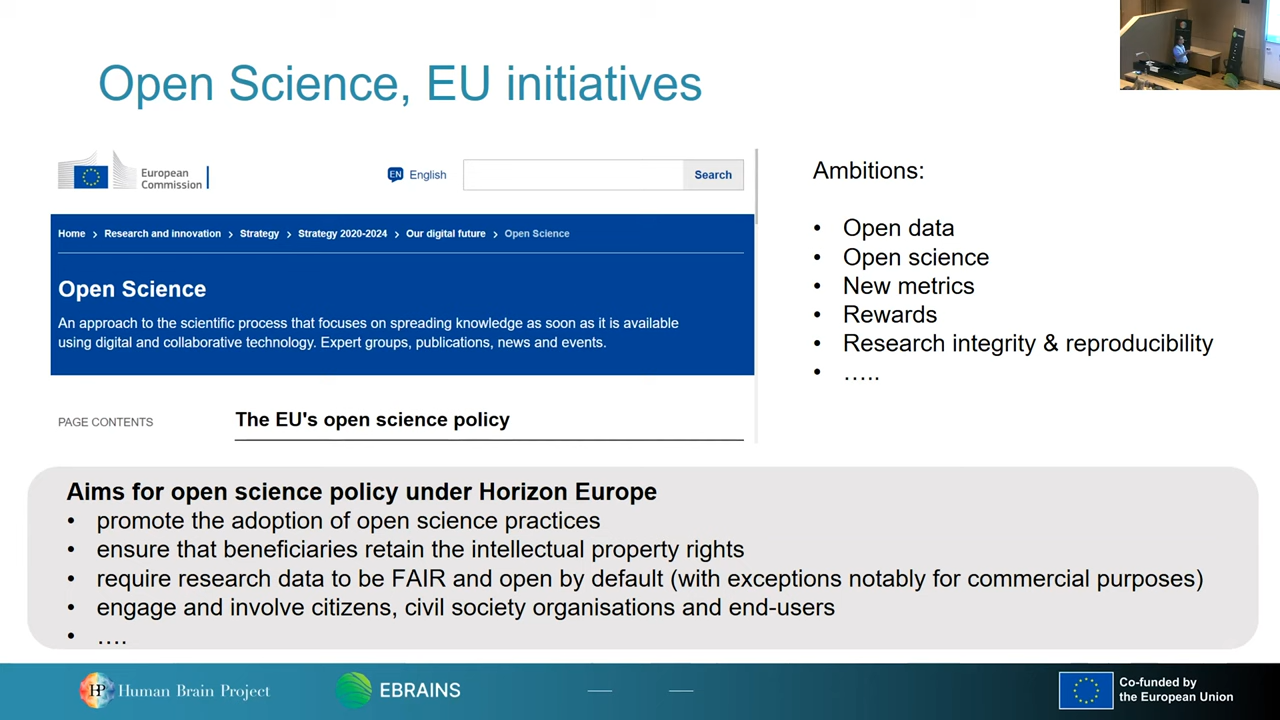 Open Science, EU initiatives
European
Commission
EN English
Search
Home > Research and innovation > Strategy > Strategy 2020-2024 > Our digital future > Open Science
Open Science
An approach to the scientific process that focuses on spreading knowledge as soon as it is available
using digital and collaborative technology. Expert groups, publications, news and events.
PAGE CONTENTS
The EU's open science policy
Ambitions:
• Open data
• Open science
• New metrics
• Rewards
• Research integrity & reproducibility
• …..
Aims for open science policy under Horizon Europe
• promote the adoption of open science practices
• ensure that beneficiaries retain the intellectual property rights
• require research data to be FAIR and open by default (with exceptions notably for commercial purposes)
• engage and involve citizens, civil society organisations and end-users
• ….
HP Human Brain Project
EBRAINS
Co-funded by
the European Union